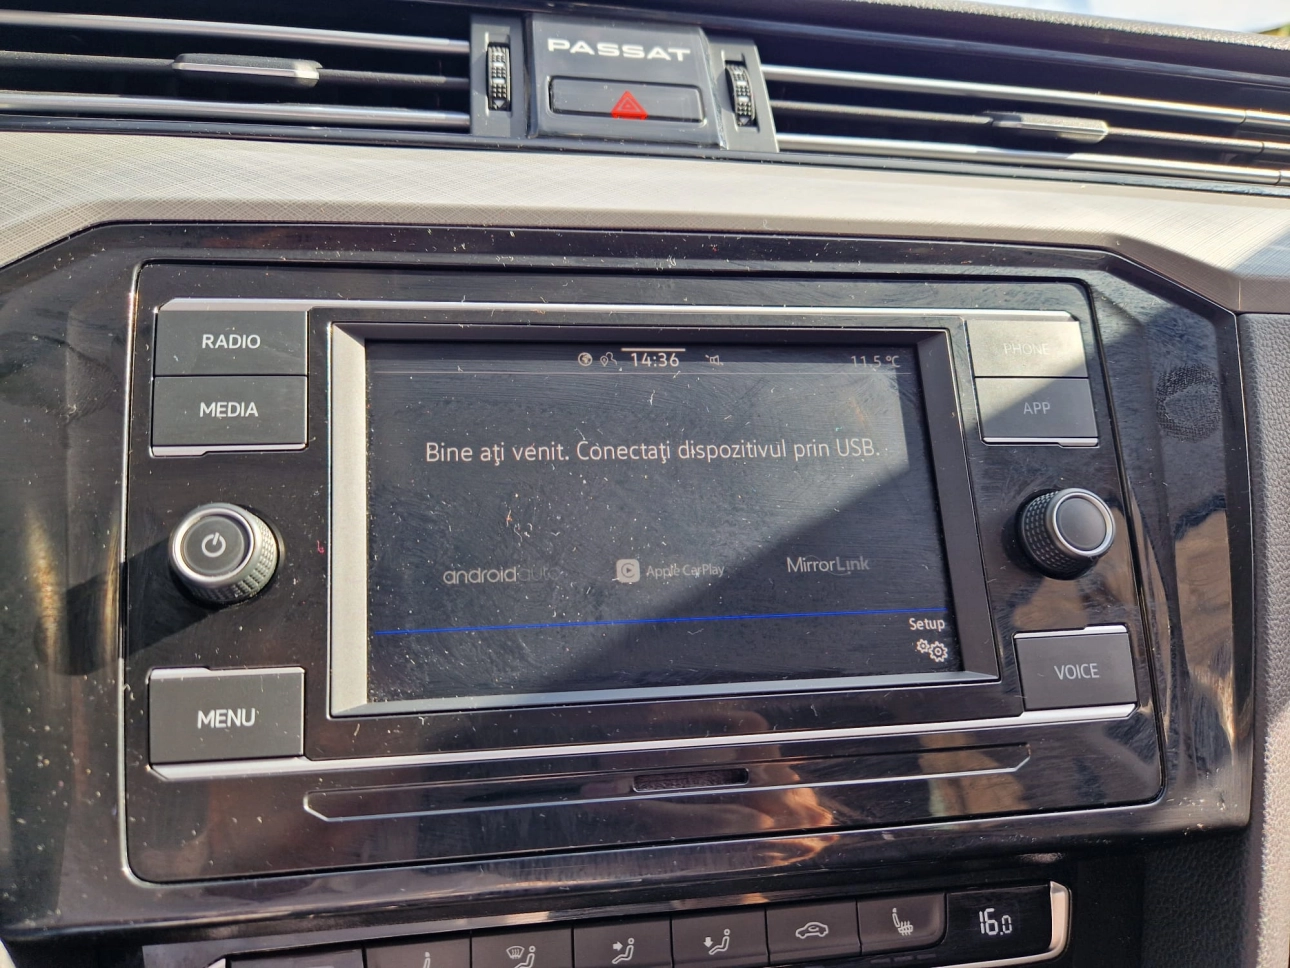 PASSAT
RADIO
PHONE
14:36
11.5 °C
MEDIA
APP
Bine aţi venit. Conectaţi dispozitivul prin USB.
androidauto
Apple CarPlay
MirrorLink
Setup
VOICE
MENU
16.0